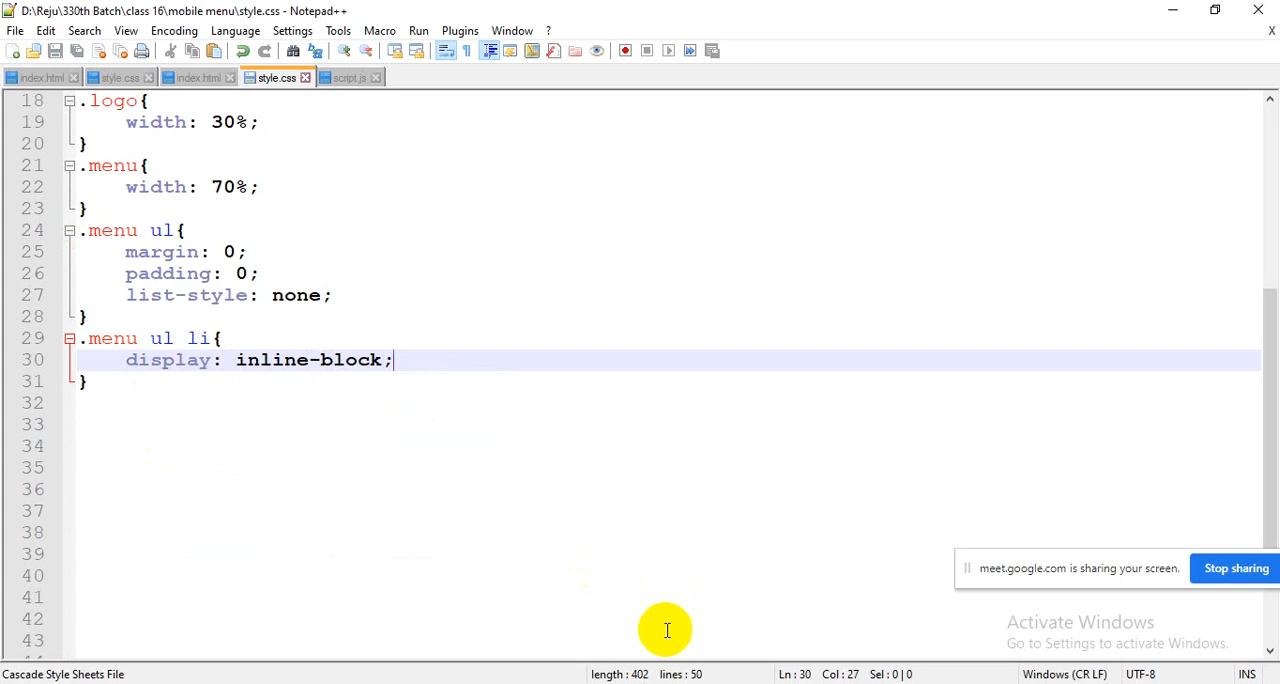 D:\Reju\330th Batch\class 16\mobile menu\style.css - Notepad++
File Edit Search View Encoding Language Settings Tools Macro Run Plugins Window ? X
index.html style.css index.html style.css script.js
18 .logo{
19 width: 30%;
20 }
21 .menu{
22 width: 70%;
23 }
24 .menu ul{
25 margin: 0;
26 padding: 0;
27 list-style: none;
28 }
29 .menu ul li{
30 display: inline-block;
31 }
32
33
34
35
36
37
38
39
40
41
42
43
meet.google.com is sharing your screen. Stop sharing
Activate Windows
Go to Settings to activate Windows.
Cascade Style Sheets File length : 402 lines : 50 Ln : 30 Col : 27 Sel : 0 | 0 Windows (CR LF) UTF-8 INS